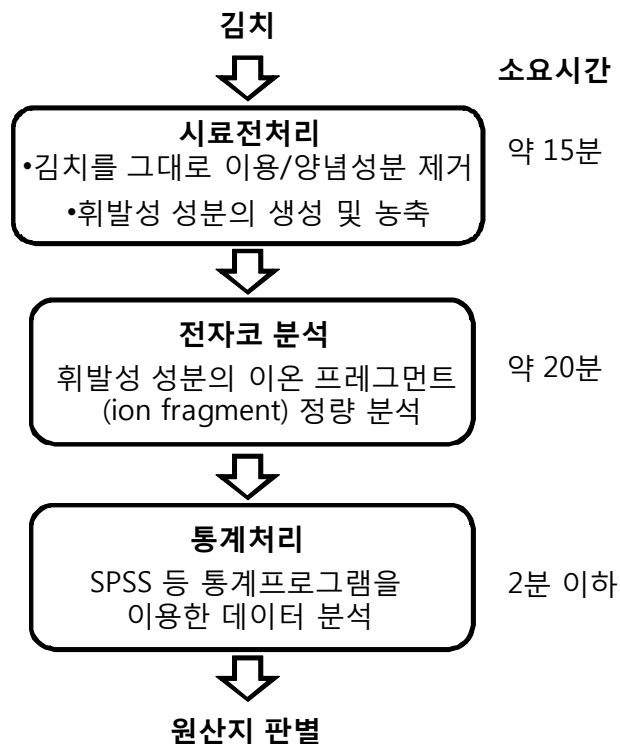 김치
소요시간
시료전처리
•김치를 그대로 이용/양념성분 제거
•휘발성 성분의 생성 및 농축
약 15분
전자코 분석
휘발성 성분의 이온 프레그먼트
(ion fragment) 정량 분석
약 20분
통계처리
SPSS 등 통계프로그램을
이용한 데이터 분석
2분 이하
원산지 판별